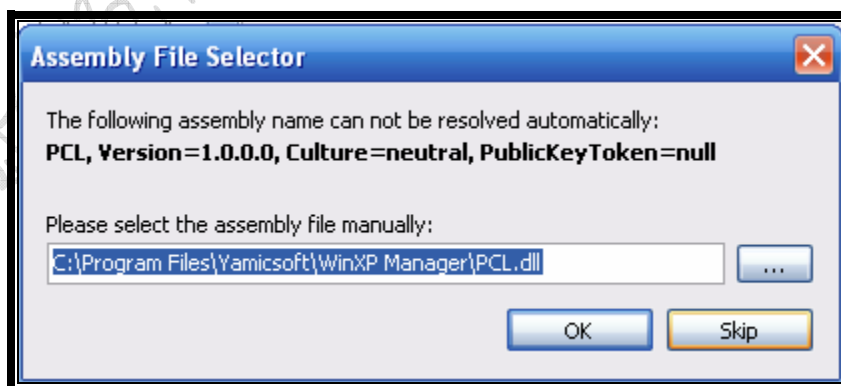 Assembly File Selector
The following assembly name can not be resolved automatically:
PCL, Version=1.0.0.0, Culture=neutral, PublicKeyToken=null
Please select the assembly file manually:
C:\Program Files\Yamicsoft\WinXP Manager\PCL.dll
...
OK
Skip